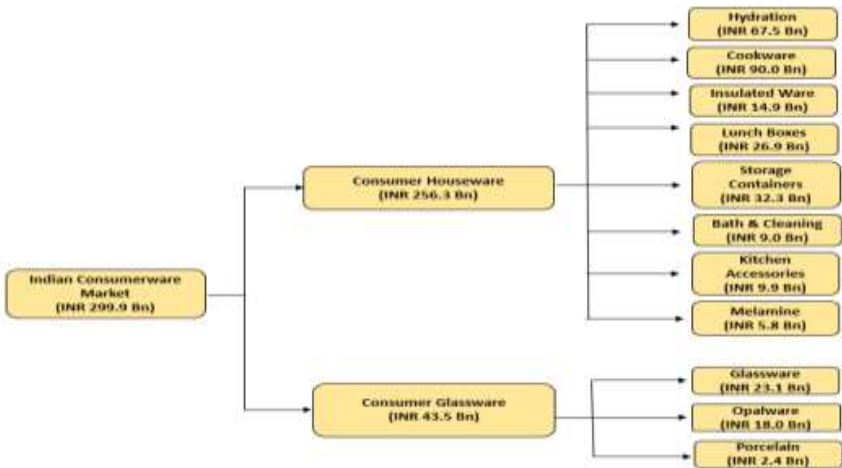 Hydration
(INR 67.5 Bn)
Cookware
(INR 90.0 Bn)
Insulated Ware
(INR 14.9 Bn)
Lunch Boxes
(INR 26.9 Bn)
Consumer Houseware
(INR 256.3 Bn)
Storage
Containers
(INR 32.3 Bn)
Bath & Cleaning
(INR 9.0 Bn)
Indian Consumerware
Market
(INR 299.9 Bn)
Kitchen
Accessories
(INR 9.9 Bn)
Melamine
(INR 5.8 Bn)
Consumer Glassware
(INR 43.5 Bn)
Glassware
(INR 23.1 Bn)
Opalware
(INR 18.0 Bn)
Porcelain
(INR 2.4 Bn)